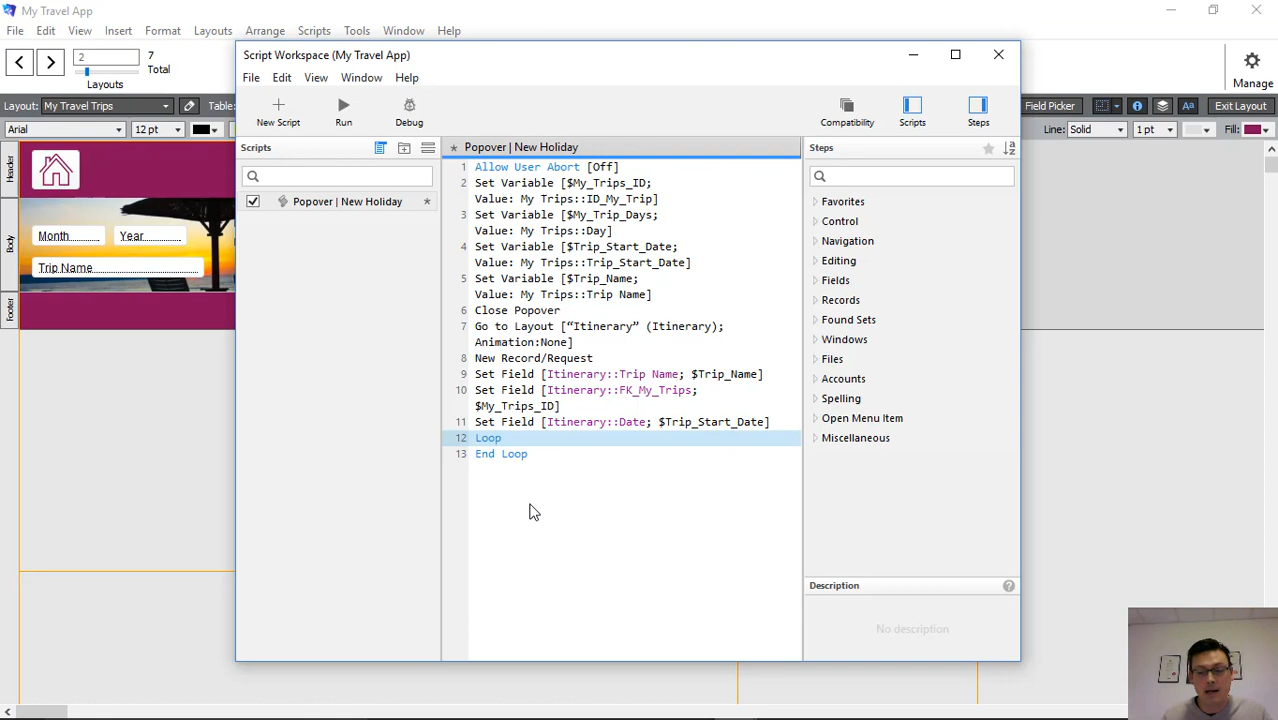 My Travel App
File Edit View Insert Format Layouts Arrange Scripts Tools Window Help
2
7
Total
Layouts
Manage
Layout: My Travel Trips Table:
Field Picker
Aa
Exit Layout
Arial
12 pt
Line: Solid
1 pt
Fill:
Header
Body
Footer
Month
Year
Trip Name
Script Workspace (My Travel App)
File Edit View Window Help
New Script Run Debug Compatibility Scripts Steps
Scripts
Popover | New Holiday *
* Popover | New Holiday
1 Allow User Abort [Off]
2 Set Variable [$My_Trips_ID;
Value: My Trips::ID_My_Trip]
3 Set Variable [$My_Trip_Days;
Value: My Trips::Day]
4 Set Variable [$Trip_Start_Date;
Value: My Trips::Trip_Start_Date]
5 Set Variable [$Trip_Name;
Value: My Trips::Trip Name]
6 Close Popover
7 Go to Layout [“Itinerary” (Itinerary);
Animation:None]
8 New Record/Request
9 Set Field [Itinerary::Trip Name; $Trip_Name]
10 Set Field [Itinerary::FK_My_Trips;
$My_Trips_ID]
11 Set Field [Itinerary::Date; $Trip_Start_Date]
12 Loop
13 End Loop
Steps
Favorites
Control
Navigation
Editing
Fields
Records
Found Sets
Windows
Files
Accounts
Spelling
Open Menu Item
Miscellaneous
Description
No description